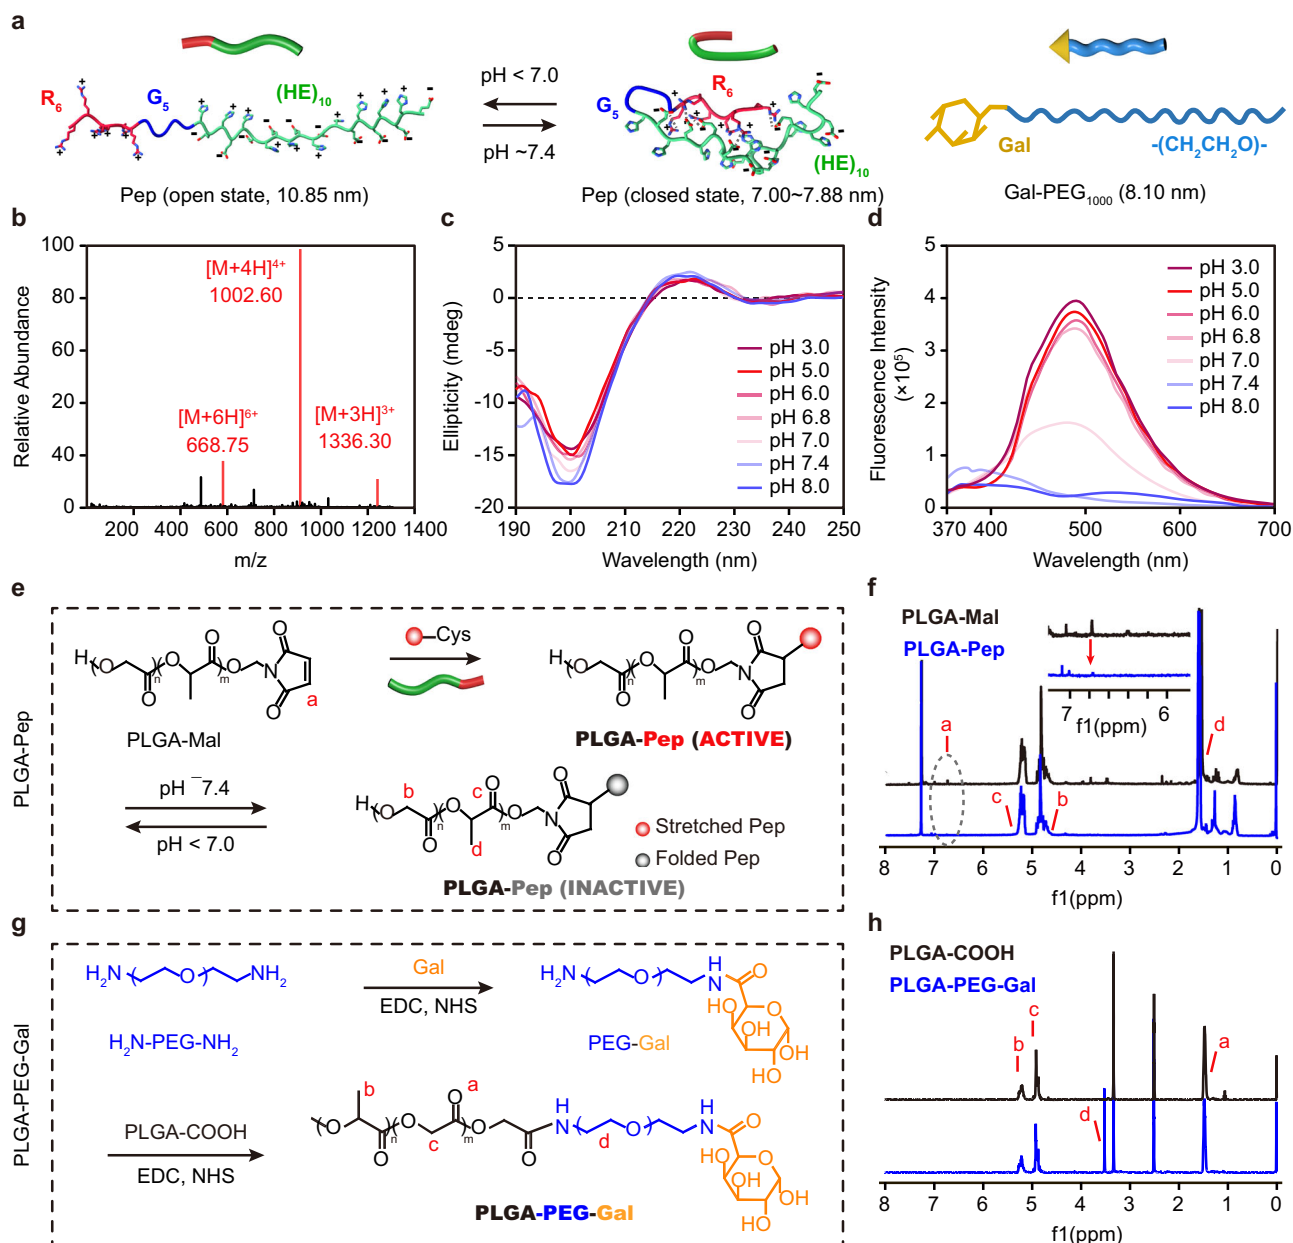 a
R6
G5
(HE)10
pH < 7.0
pH ~7.4
G5
R6
(HE)10
Gal
-(CH2CH2O)-
Pep (open state, 10.85 nm)
Pep (closed state, 7.00~7.88 nm)
Gal-PEG1000 (8.10 nm)
b
Relative Abundance
100
80
60
20
40
0
200 400 600 800 1000 1200 1400
m/z
[M+4H]4+
1002.60
[M+6H]6+
668.75
[M+3H]3+
1336.30
c
Ellipticity (mdeg)
5
0
-5
-10
-15
-20
190 200 210 220 230 240 250
Wavelength (nm)
pH 3.0
pH 5.0
pH 6.0
pH 6.8
pH 7.0
pH 7.4
pH 8.0
d
Fluorescence Intensity
(×10⁵)
5
4
3
2
1
0
370 400 500 600 700
Wavelength (nm)
pH 3.0
pH 5.0
pH 6.0
pH 6.8
pH 7.0
pH 7.4
pH 8.0
e
PLGA-Pep
H O O n O O m O N O O a
PLGA-Mal
Cys
H O O n O O m O N O O
PLGA-Pep (ACTIVE)
pH ¯7.4
pH < 7.0
H O b O n O c O m O N O O d
Stretched Pep
Folded Pep
PLGA-Pep (INACTIVE)
f
PLGA-Mal
PLGA-Pep
7 6
f1(ppm)
a
d
c
b
8 7 6 5 4 3 2 1 0
f1(ppm)
g
PLGA-PEG-Gal
H2N O NH2
H2N-PEG-NH2
Gal
EDC, NHS
H2N O H N O OH O OH OH HO
PEG-Gal
PLGA-COOH
EDC, NHS
O b O n O c a O m O O N H d O H N O OH O OH OH HO
PLGA-PEG-Gal
h
PLGA-COOH
PLGA-PEG-Gal
b
c
a
d
8 7 6 5 4 3 2 1 0
f1(ppm)